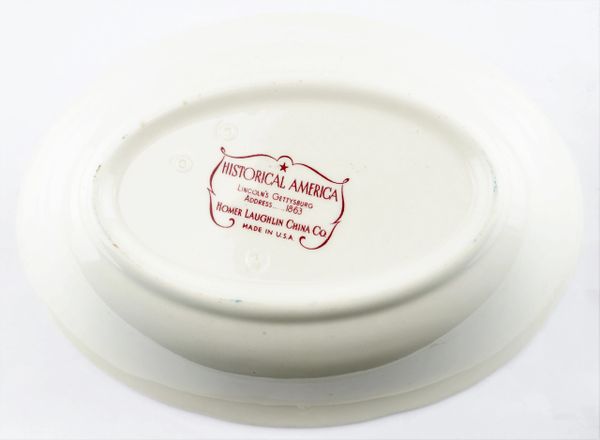 HISTORICAL AMERICA
LINCOLN'S GETTYSBURG
ADDRESS.....1863
HOMER LAUGHLIN CHINA CO.
MADE IN U.S.A.